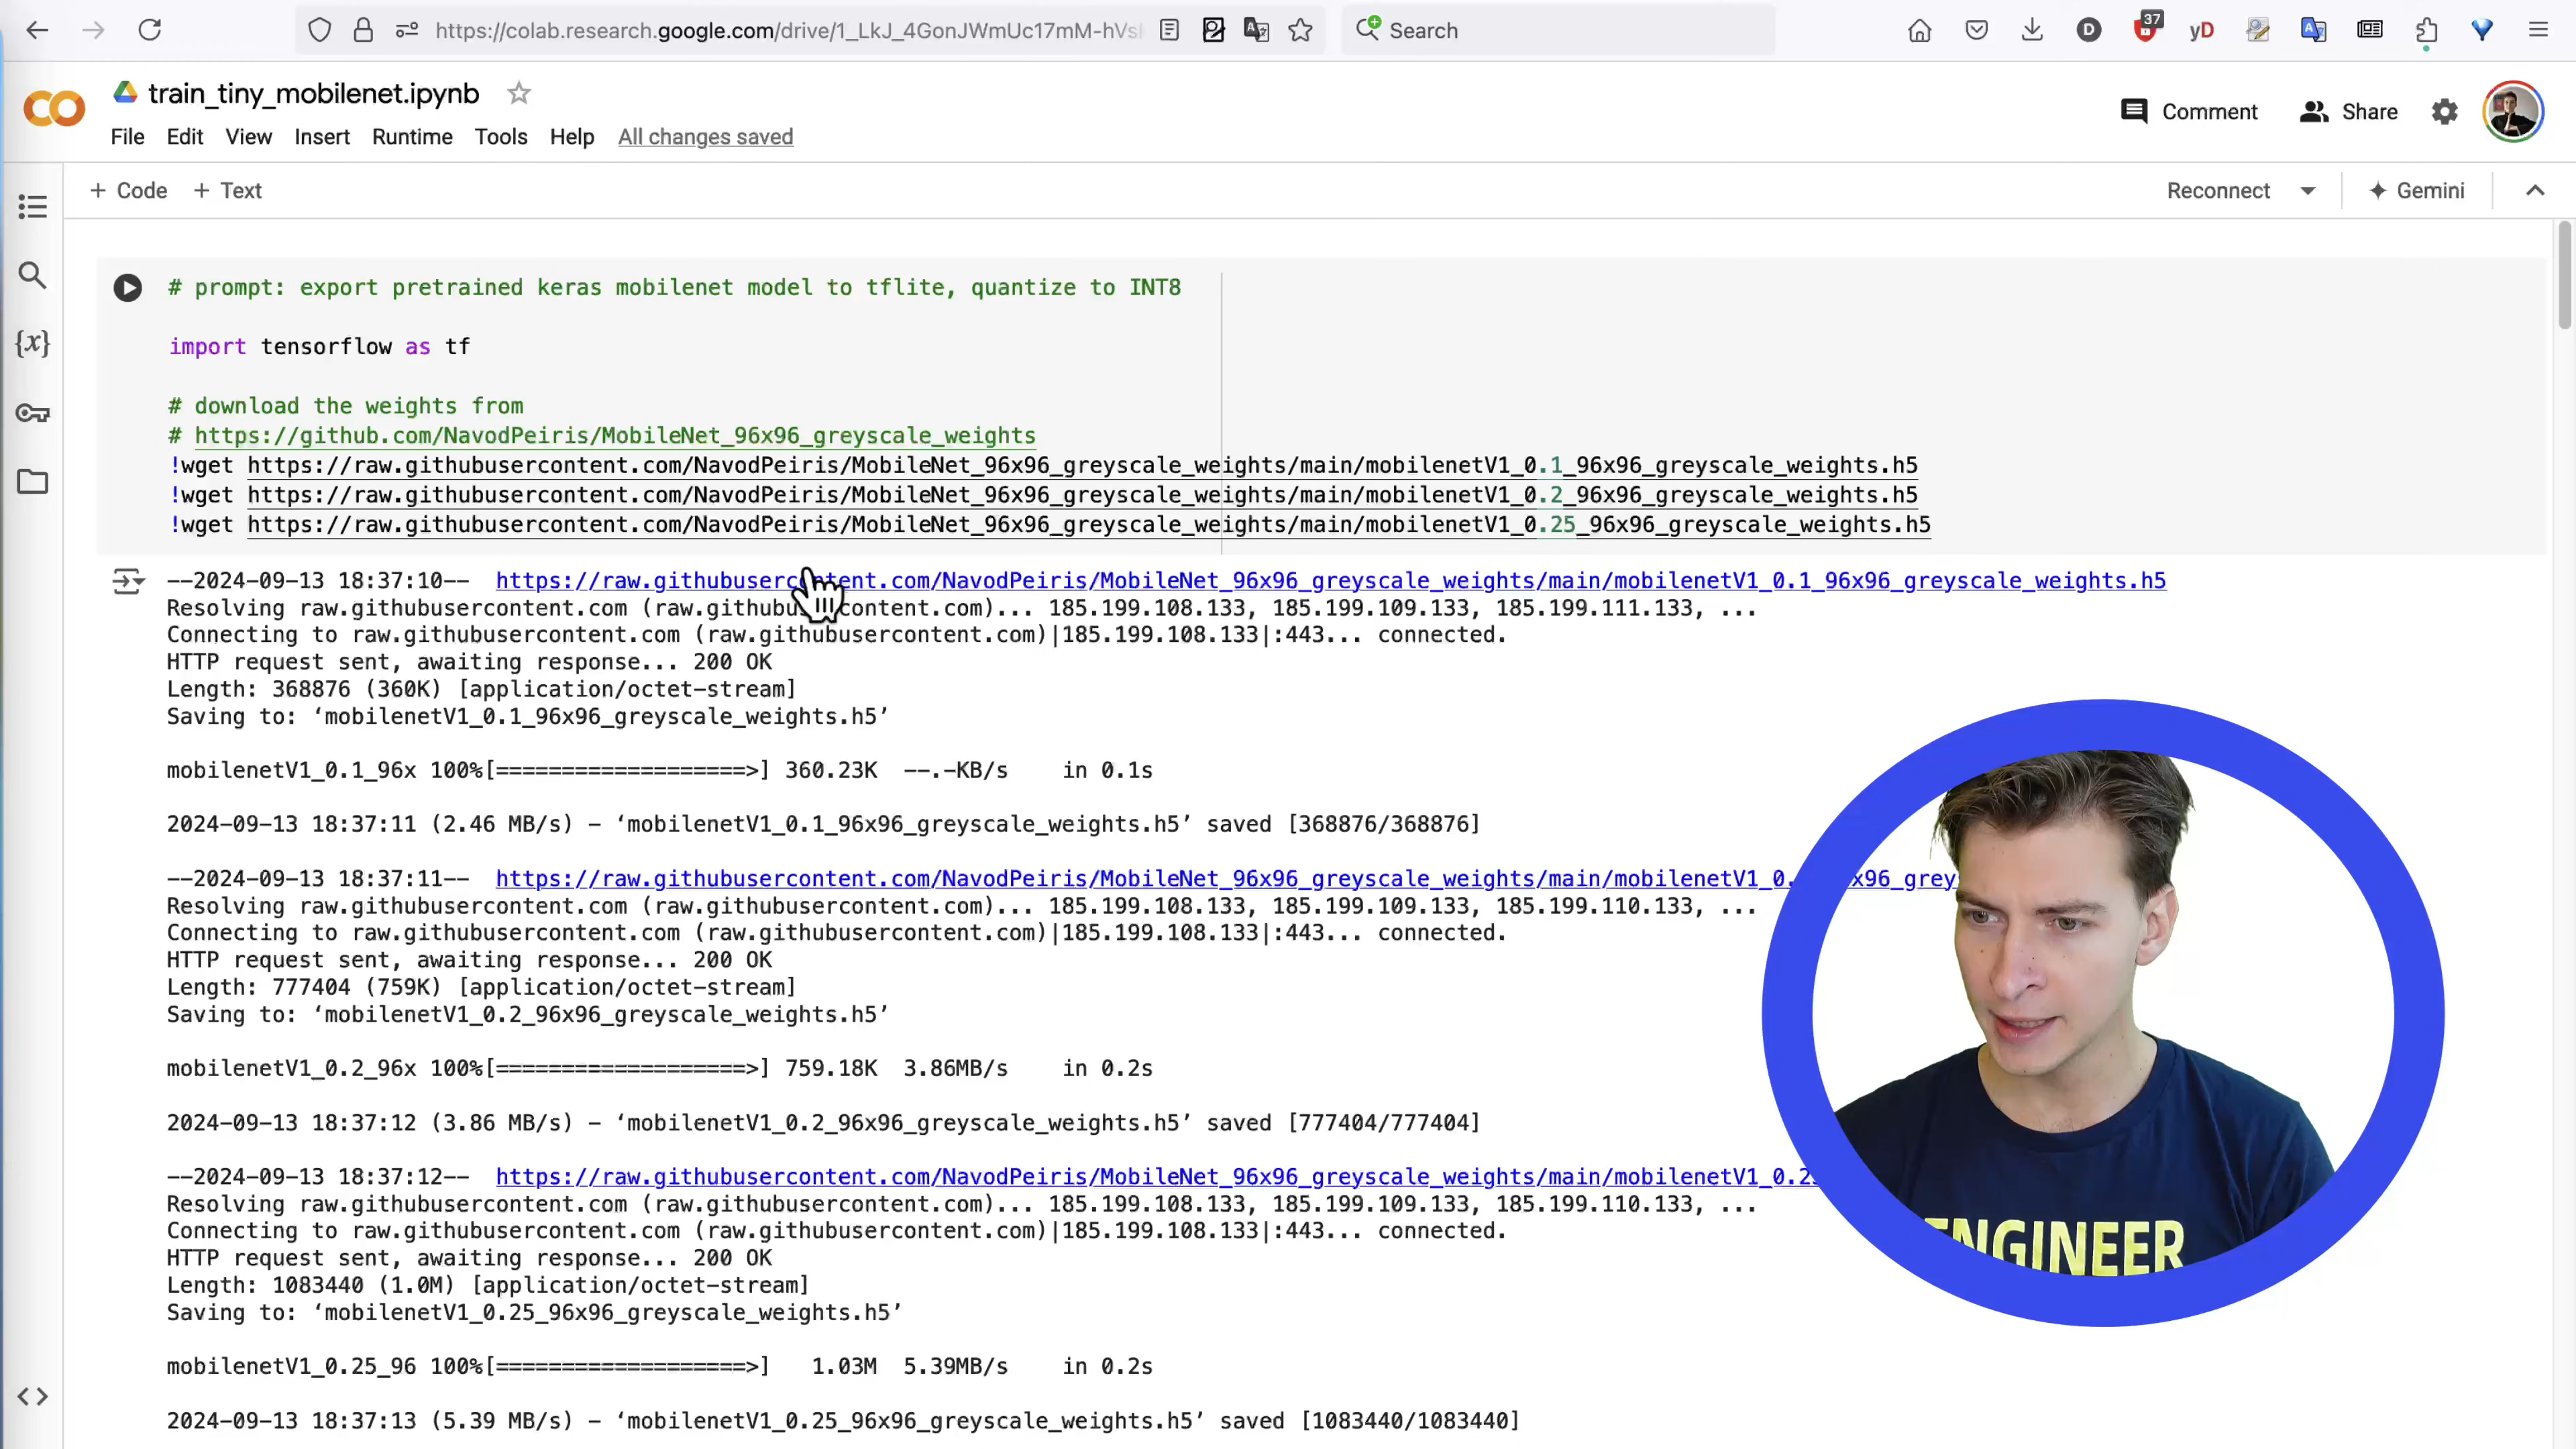 https://colab.research.google.com/drive/1_LkJ_4GonJWmUc17mM-hVs
Search
37
train_tiny_mobilenet.ipynb
File Edit View Insert Runtime Tools Help All changes saved
Comment Share
+ Code + Text
Reconnect Gemini
# prompt: export pretrained keras mobilenet model to tflite, quantize to INT8
import tensorflow as tf
# download the weights from
# https://github.com/NavodPeiris/MobileNet_96x96_greyscale_weights
!wget https://raw.githubusercontent.com/NavodPeiris/MobileNet_96x96_greyscale_weights/main/mobilenetV1_0.1_96x96_greyscale_weights.h5
!wget https://raw.githubusercontent.com/NavodPeiris/MobileNet_96x96_greyscale_weights/main/mobilenetV1_0.2_96x96_greyscale_weights.h5
!wget https://raw.githubusercontent.com/NavodPeiris/MobileNet_96x96_greyscale_weights/main/mobilenetV1_0.25_96x96_greyscale_weights.h5
--2024-09-13 18:37:10-- https://raw.githubusercontent.com/NavodPeiris/MobileNet_96x96_greyscale_weights/main/mobilenetV1_0.1_96x96_greyscale_weights.h5
Resolving raw.githubusercontent.com (raw.githubusercontent.com)... 185.199.108.133, 185.199.109.133, 185.199.111.133, ...
Connecting to raw.githubusercontent.com (raw.githubusercontent.com)|185.199.108.133|:443... connected.
HTTP request sent, awaiting response... 200 OK
Length: 368876 (360K) [application/octet-stream]
Saving to: ‘mobilenetV1_0.1_96x96_greyscale_weights.h5’
mobilenetV1_0.1_96x 100%[===================>] 360.23K --.-KB/s in 0.1s
2024-09-13 18:37:11 (2.46 MB/s) - ‘mobilenetV1_0.1_96x96_greyscale_weights.h5’ saved [368876/368876]
--2024-09-13 18:37:11-- https://raw.githubusercontent.com/NavodPeiris/MobileNet_96x96_greyscale_weights/main/mobilenetV1_0. x96_grey
Resolving raw.githubusercontent.com (raw.githubusercontent.com)... 185.199.108.133, 185.199.109.133, 185.199.110.133, ...
Connecting to raw.githubusercontent.com (raw.githubusercontent.com)|185.199.108.133|:443... connected.
HTTP request sent, awaiting response... 200 OK
Length: 777404 (759K) [application/octet-stream]
Saving to: ‘mobilenetV1_0.2_96x96_greyscale_weights.h5’
mobilenetV1_0.2_96x 100%[===================>] 759.18K 3.86MB/s in 0.2s
2024-09-13 18:37:12 (3.86 MB/s) - ‘mobilenetV1_0.2_96x96_greyscale_weights.h5’ saved [777404/777404]
--2024-09-13 18:37:12-- https://raw.githubusercontent.com/NavodPeiris/MobileNet_96x96_greyscale_weights/main/mobilenetV1_0.2
Resolving raw.githubusercontent.com (raw.githubusercontent.com)... 185.199.108.133, 185.199.109.133, 185.199.110.133, ...
Connecting to raw.githubusercontent.com (raw.githubusercontent.com)|185.199.108.133|:443... connected.
HTTP request sent, awaiting response... 200 OK
Length: 1083440 (1.0M) [application/octet-stream]
Saving to: ‘mobilenetV1_0.25_96x96_greyscale_weights.h5’
mobilenetV1_0.25_96 100%[===================>] 1.03M 5.39MB/s in 0.2s
2024-09-13 18:37:13 (5.39 MB/s) - ‘mobilenetV1_0.25_96x96_greyscale_weights.h5’ saved [1083440/1083440]
ENGINEER